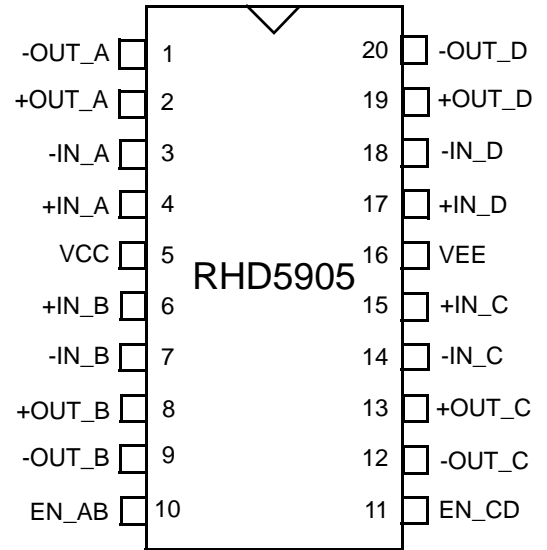 -OUT_A 1 20 -OUT_D
+OUT_A 2 19 +OUT_D
-IN_A 3 18 -IN_D
+IN_A 4 17 +IN_D
VCC 5 16 VEE
RHD5905
+IN_B 6 15 +IN_C
-IN_B 7 14 -IN_C
+OUT_B 8 13 +OUT_C
-OUT_B 9 12 -OUT_C
EN_AB 10 11 EN_CD